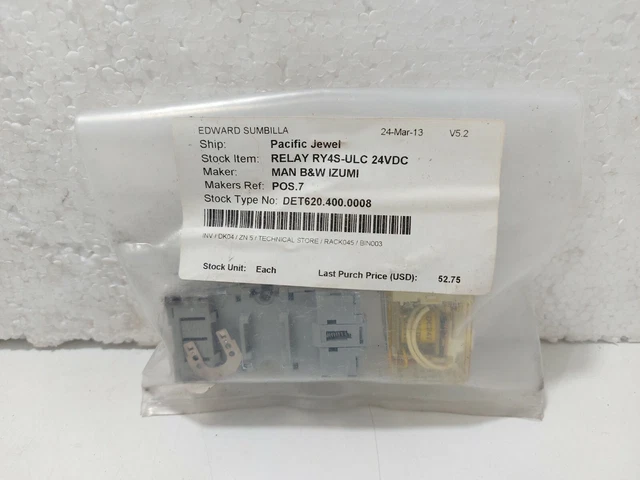 EDWARD SUMBILLA 24-Mar-13 V5.2
Ship: Pacific Jewel
Stock Item: RELAY RY4S-ULC 24VDC
Maker: MAN B&W IZUMI
Makers Ref: POS.7
Stock Type No: DET620.400.0008
INV / DK04 / ZN 5 / TECHNICAL STORE / RACK045 / BIN003
Stock Unit: Each Last Purch Price (USD): 52.75